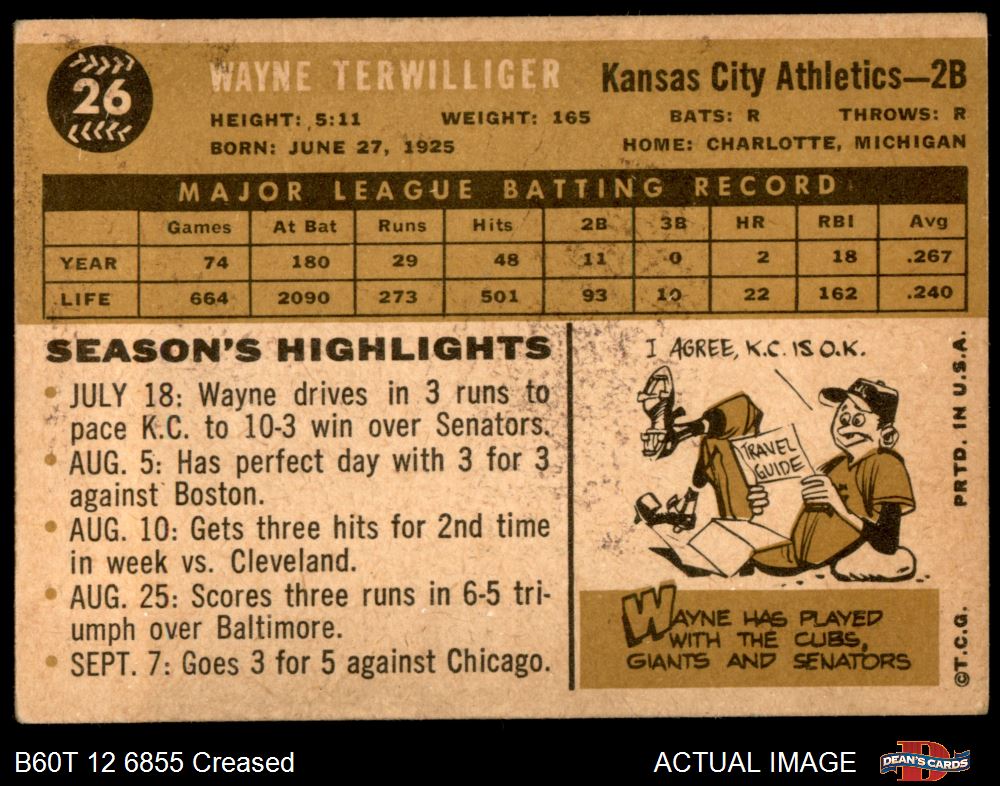 26
WAYNE TERWILLIGER Kansas City Athletics—2B
HEIGHT: 5:11 WEIGHT: 165 BATS: R THROWS: R
BORN: JUNE 27, 1925 HOME: CHARLOTTE, MICHIGAN
MAJOR LEAGUE BATTING RECORD
Games At Bat Runs Hits 2B 3B HR RBI Avg
YEAR 74 180 29 48 11 0 2 18 .267
LIFE 664 2090 273 501 93 10 22 162 .240
SEASON'S HIGHLIGHTS
• JULY 18: Wayne drives in 3 runs to
pace K.C. to 10-3 win over Senators.
• AUG. 5: Has perfect day with 3 for 3
against Boston.
• AUG. 10: Gets three hits for 2nd time
in week vs. Cleveland.
• AUG. 25: Scores three runs in 6-5 tri-
umph over Baltimore.
• SEPT. 7: Goes 3 for 5 against Chicago.
I AGREE, K.C. IS O.K.
TRAVEL
GUIDE
WAYNE HAS PLAYED
WITH THE CUBS,
GIANTS AND SENATORS
©T.C.G. PRTD. IN U.S.A.
B60T 12 6855 Creased ACTUAL IMAGE
DEAN'S CARDS